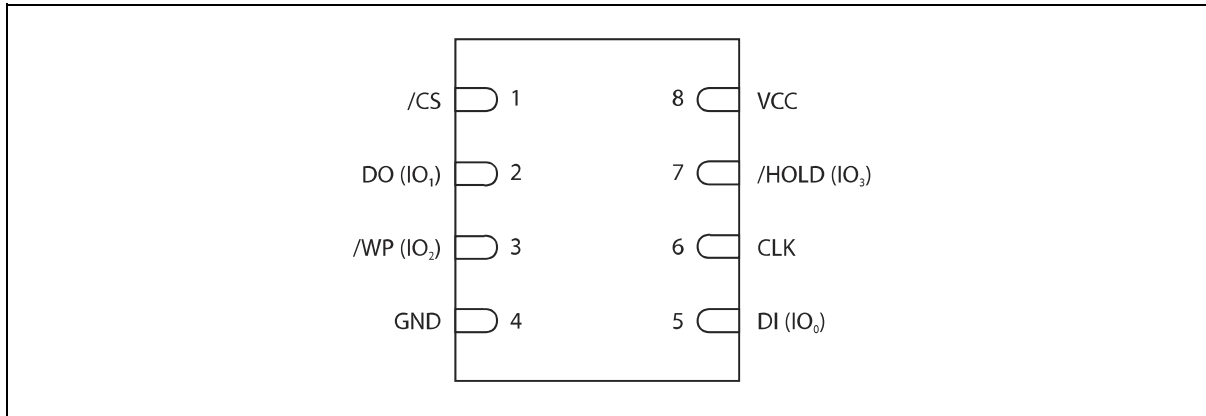 /CS 1 8 VCC
DO (IO₁) 2 7 /HOLD (IO₃)
/WP (IO₂) 3 6 CLK
GND 4 5 DI (IO₀)